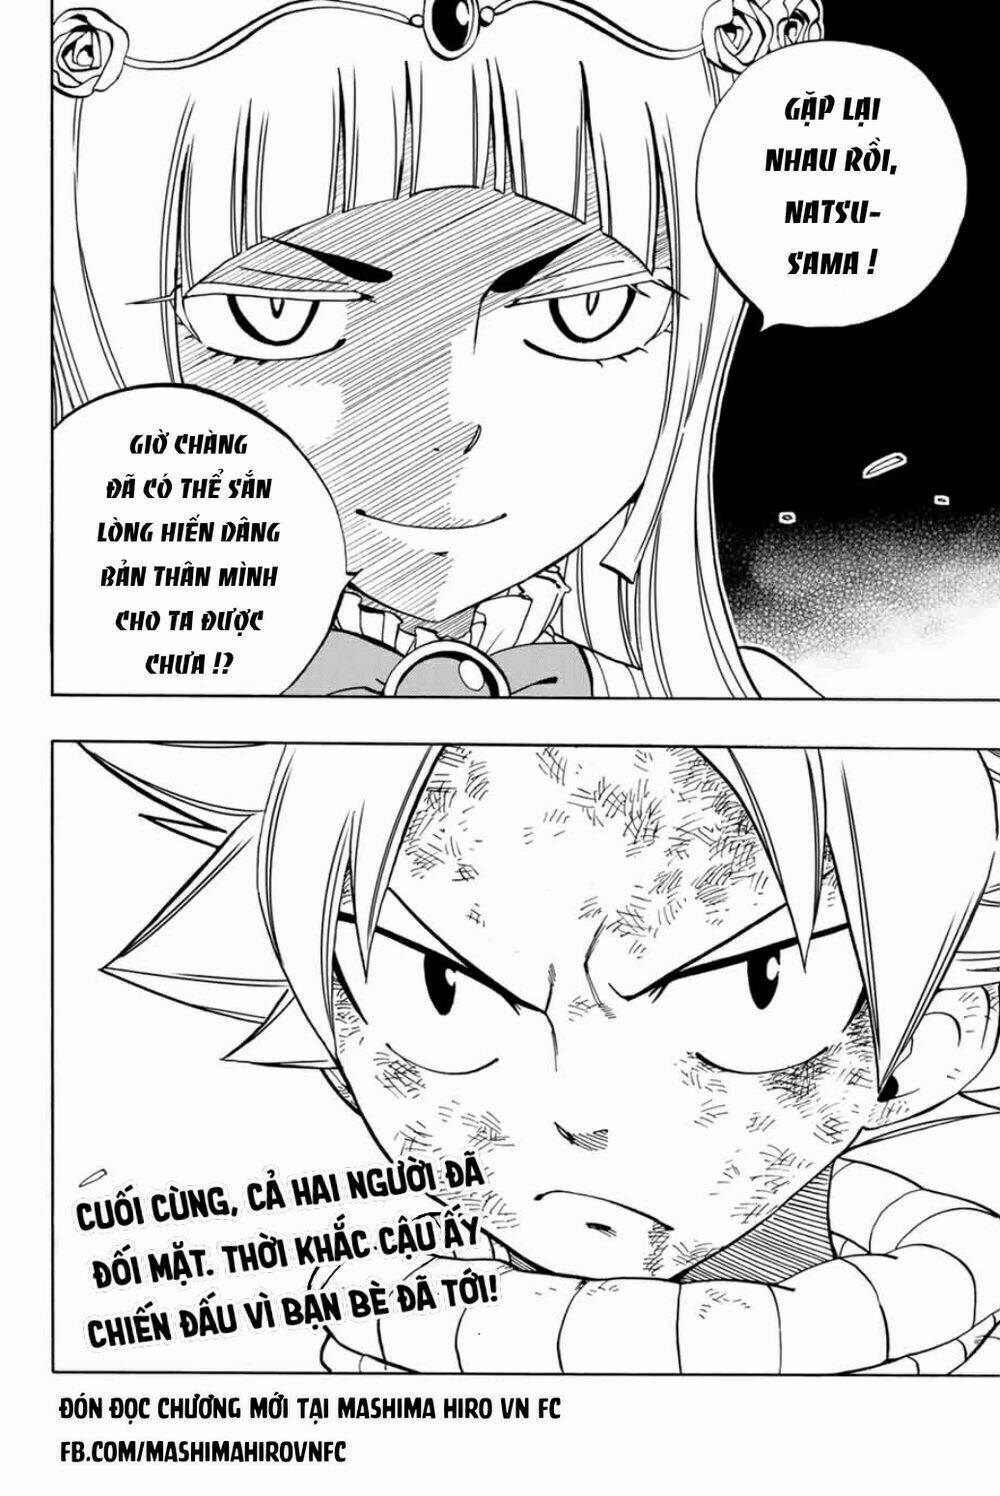 GẶP LẠI
NHAU RỒI,
NATSU-
SAMA !
GIỜ CHÀNG
ĐÃ CÓ THỂ SẮN
LÒNG HIẾN DÂNG
BẢN THÂN MÌNH
CHO TA ĐƯỢC
CHƯA !?
CUỐI CÙNG, CẢ HAI NGƯỜI ĐÃ
ĐỐI MẶT. THỜI KHẮC CẬU ẤY
CHIẾN ĐẤU VÌ BẠN BÈ ĐÃ TỚI!
ĐÓN ĐỌC CHƯƠNG MỚI TẠI MASHIMA HIRO VN FC
FB.COM/MASHIMAHIROVNFC